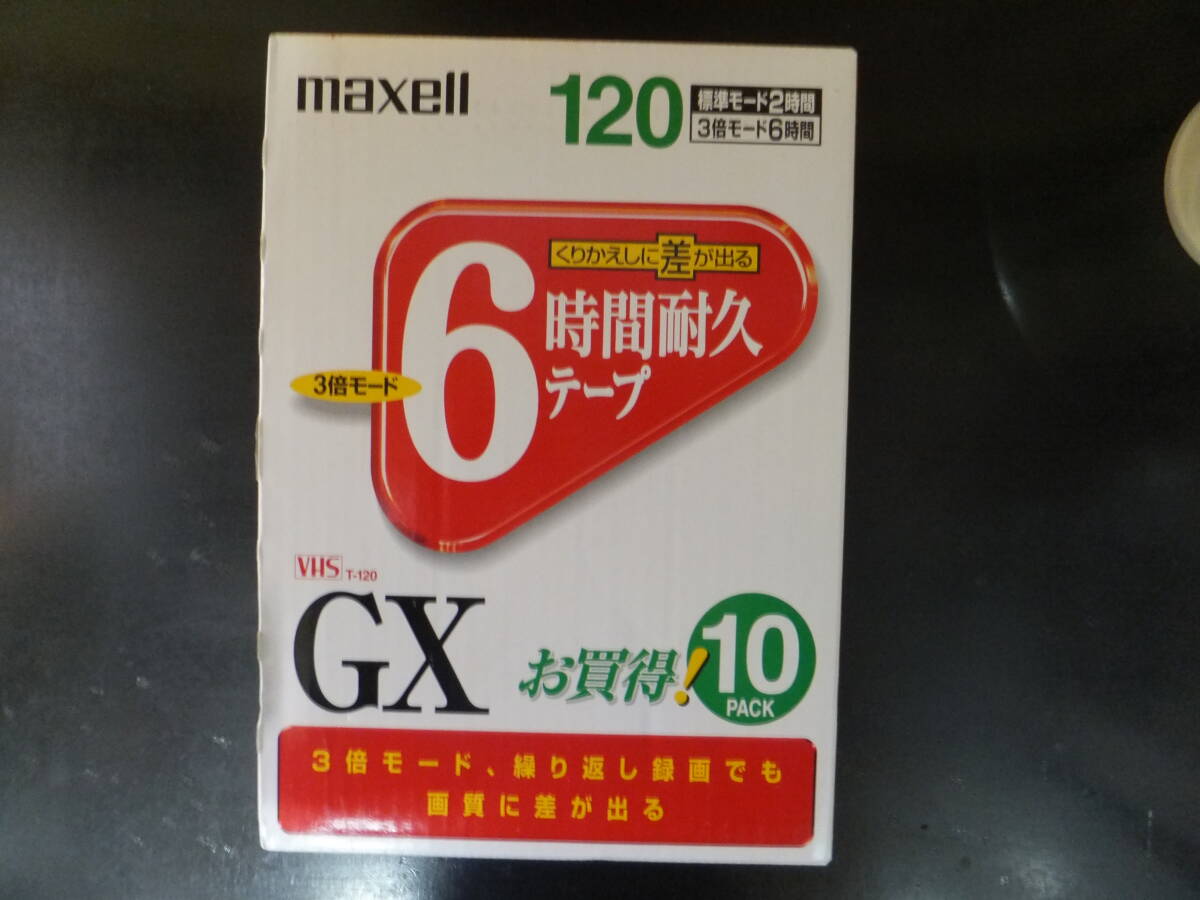 maxell
120
標準モード2時間
3倍モード6時間
くりかえしに差が出る
3倍モード
6時間耐久
テープ
VHS T-120
GX
お買得!
10
PACK
3倍モード、繰り返し録画でも
画質に差が出る